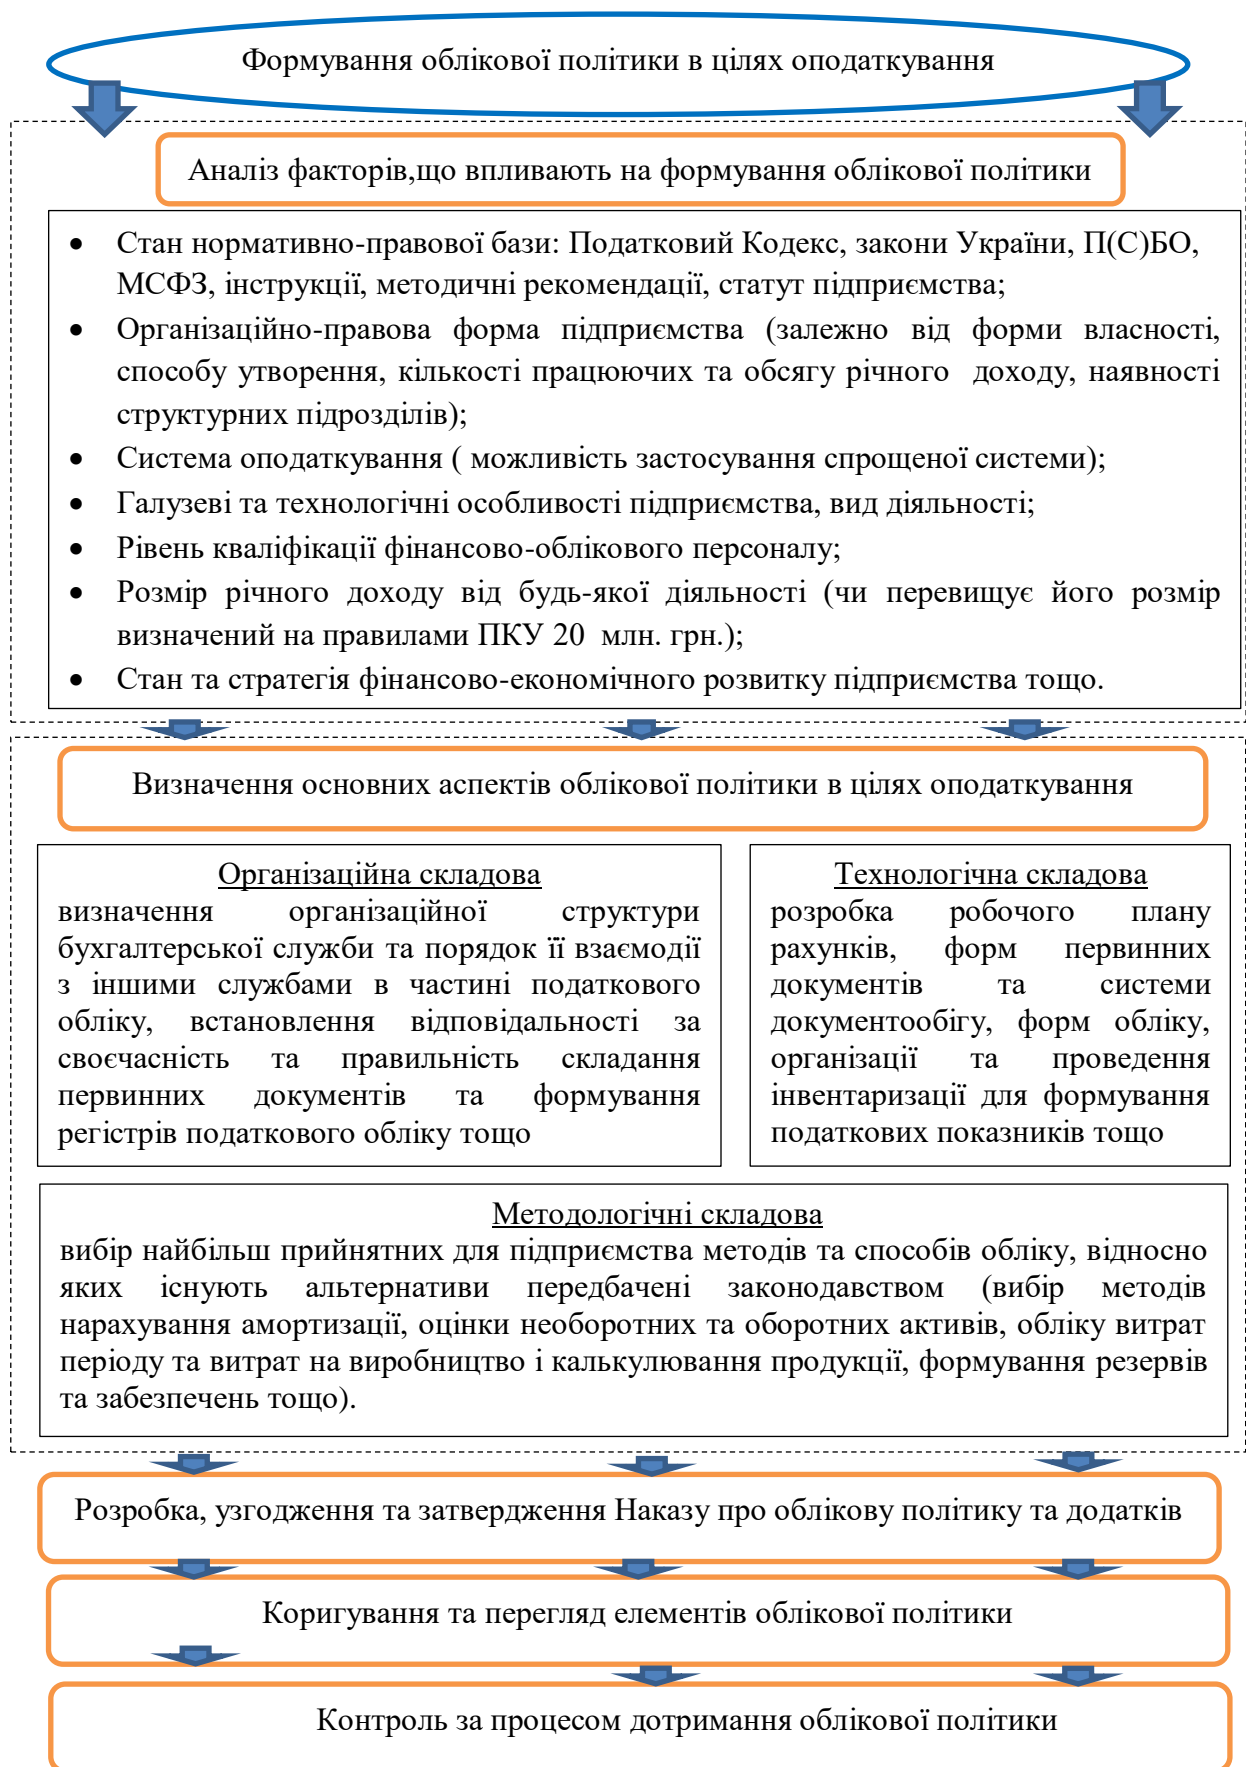 Формування облікової політики в цілях оподаткування
Аналіз факторів,що впливають на формування облікової політики
• Стан нормативно-правової бази: Податковий Кодекс, закони України, П(С)БО,
МСФЗ, інструкції, методичні рекомендації, статут підприємства;
• Організаційно-правова форма підприємства (залежно від форми власності,
способу утворення, кількості працюючих та обсягу річного доходу, наявності
структурних підрозділів);
• Система оподаткування ( можливість застосування спрощеної системи);
• Галузеві та технологічні особливості підприємства, вид діяльності;
• Рівень кваліфікації фінансово-облікового персоналу;
• Розмір річного доходу від будь-якої діяльності (чи перевищує його розмір
визначений на правилами ПКУ 20 млн. грн.);
• Стан та стратегія фінансово-економічного розвитку підприємства тощо.
Визначення основних аспектів облікової політики в цілях оподаткування
Організаційна складова
визначення організаційної структури
бухгалтерської служби та порядок її взаємодії
з іншими службами в частині податкового
обліку, встановлення відповідальності за
своєчасність та правильність складання
первинних документів та формування
регістрів податкового обліку тощо
Технологічна складова
розробка робочого плану
рахунків, форм первинних
документів та системи
документообігу, форм обліку,
організації та проведення
інвентаризації для формування
податкових показників тощо
Методологічні складова
вибір найбільш прийнятних для підприємства методів та способів обліку, відносно
яких існують альтернативи передбачені законодавством (вибір методів
нарахування амортизації, оцінки необоротних та оборотних активів, обліку витрат
періоду та витрат на виробництво і калькулювання продукції, формування резервів
та забезпечень тощо).
Розробка, узгодження та затвердження Наказу про облікову політику та додатків
Коригування та перегляд елементів облікової політики
Контроль за процесом дотримання облікової політики